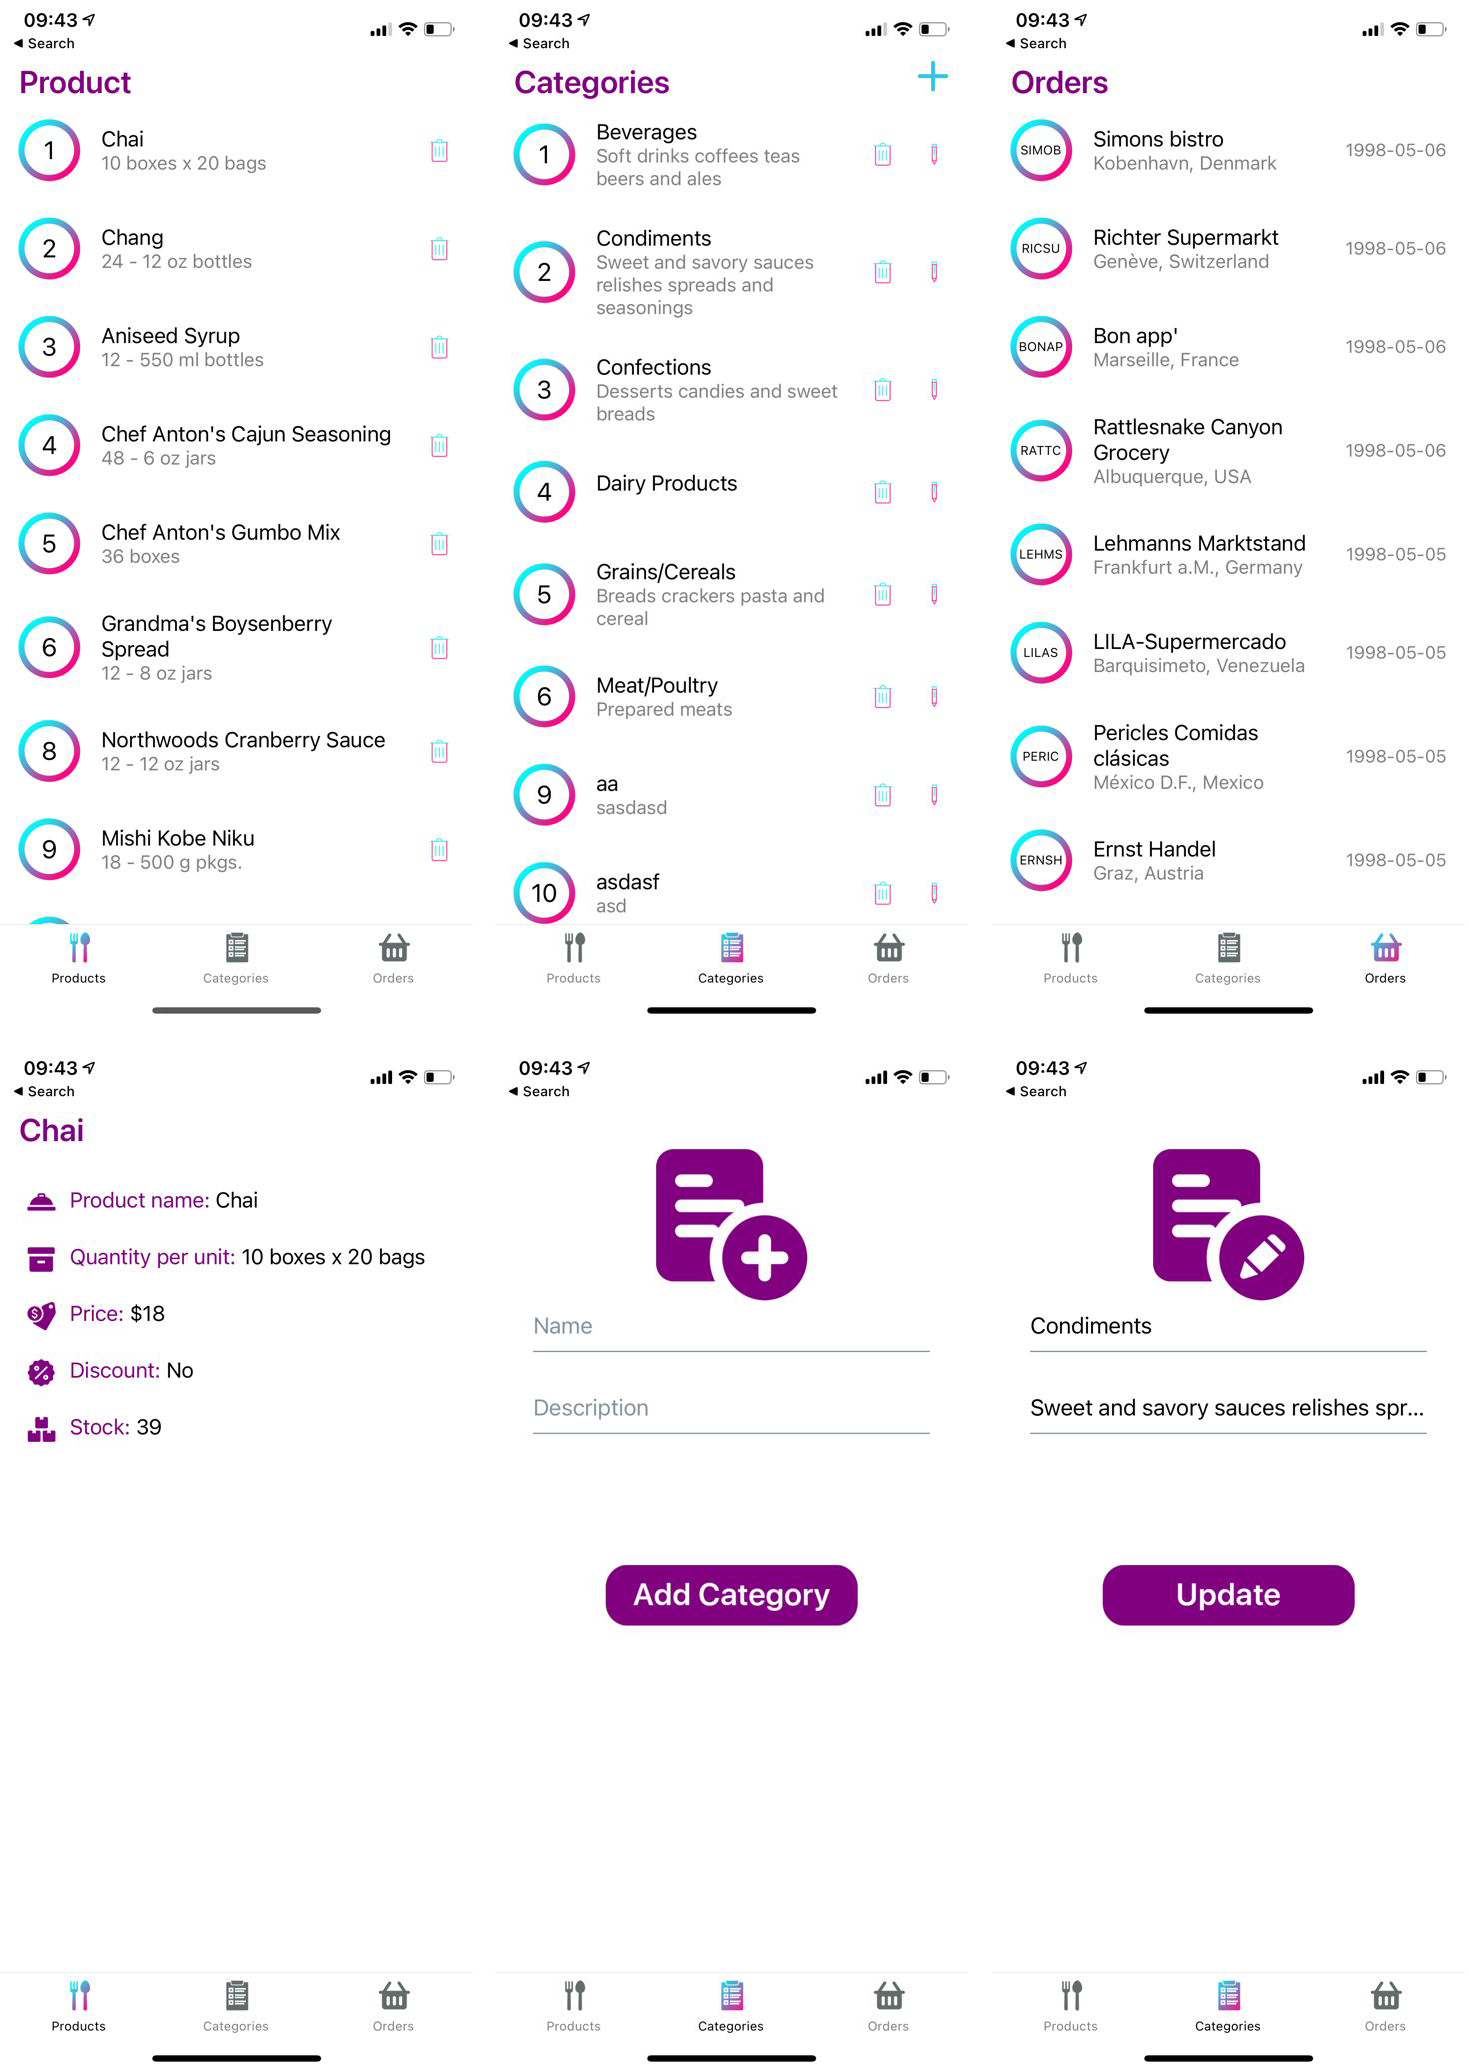 09:43
◀ Search
Product
1
Chai
10 boxes x 20 bags
2
Chang
24 - 12 oz bottles
3
Aniseed Syrup
12 - 550 ml bottles
4
Chef Anton's Cajun Seasoning
48 - 6 oz jars
5
Chef Anton's Gumbo Mix
36 boxes
6
Grandma's Boysenberry
Spread
12 - 8 oz jars
8
Northwoods Cranberry Sauce
12 - 12 oz jars
9
Mishi Kobe Niku
18 - 500 g pkgs.
Products
Categories
Orders
09:43
◀ Search
Categories
1
Beverages
Soft drinks coffees teas
beers and ales
2
Condiments
Sweet and savory sauces
relishes spreads and
seasonings
3
Confections
Desserts candies and sweet
breads
4
Dairy Products
5
Grains/Cereals
Breads crackers pasta and
cereal
6
Meat/Poultry
Prepared meats
9
aa
sasdasd
10
asdasf
asd
Products
Categories
Orders
09:43
◀ Search
Orders
SIMOB
Simons bistro
Kobenhavn, Denmark
1998-05-06
RICSU
Richter Supermarkt
Genève, Switzerland
1998-05-06
BONAP
Bon app'
Marseille, France
1998-05-06
RATTC
Rattlesnake Canyon
Grocery
Albuquerque, USA
1998-05-06
LEHMS
Lehmanns Marktstand
Frankfurt a.M., Germany
1998-05-05
LILAS
LILA-Supermercado
Barquisimeto, Venezuela
1998-05-05
PERIC
Pericles Comidas
clásicas
México D.F., Mexico
1998-05-05
ERNSH
Ernst Handel
Graz, Austria
1998-05-05
Products
Categories
Orders
09:43
◀ Search
Chai
Product name: Chai
Quantity per unit: 10 boxes x 20 bags
Price: $18
Discount: No
Stock: 39
Products
Categories
Orders
09:43
◀ Search
Name
Description
Add Category
Products
Categories
Orders
09:43
◀ Search
Condiments
Sweet and savory sauces relishes spr...
Update
Products
Categories
Orders